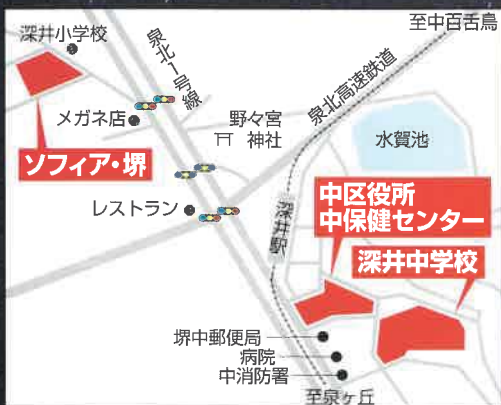 至中百舌鳥
深井小学校
泉北1号線
泉北高速鉄道
メガネ店
野々宮
神社
水賀池
ソフィア・堺
中区役所
中保健センター
レストラン
深井駅
深井中学校
堺中郵便局
病院
中消防署
至泉ヶ丘